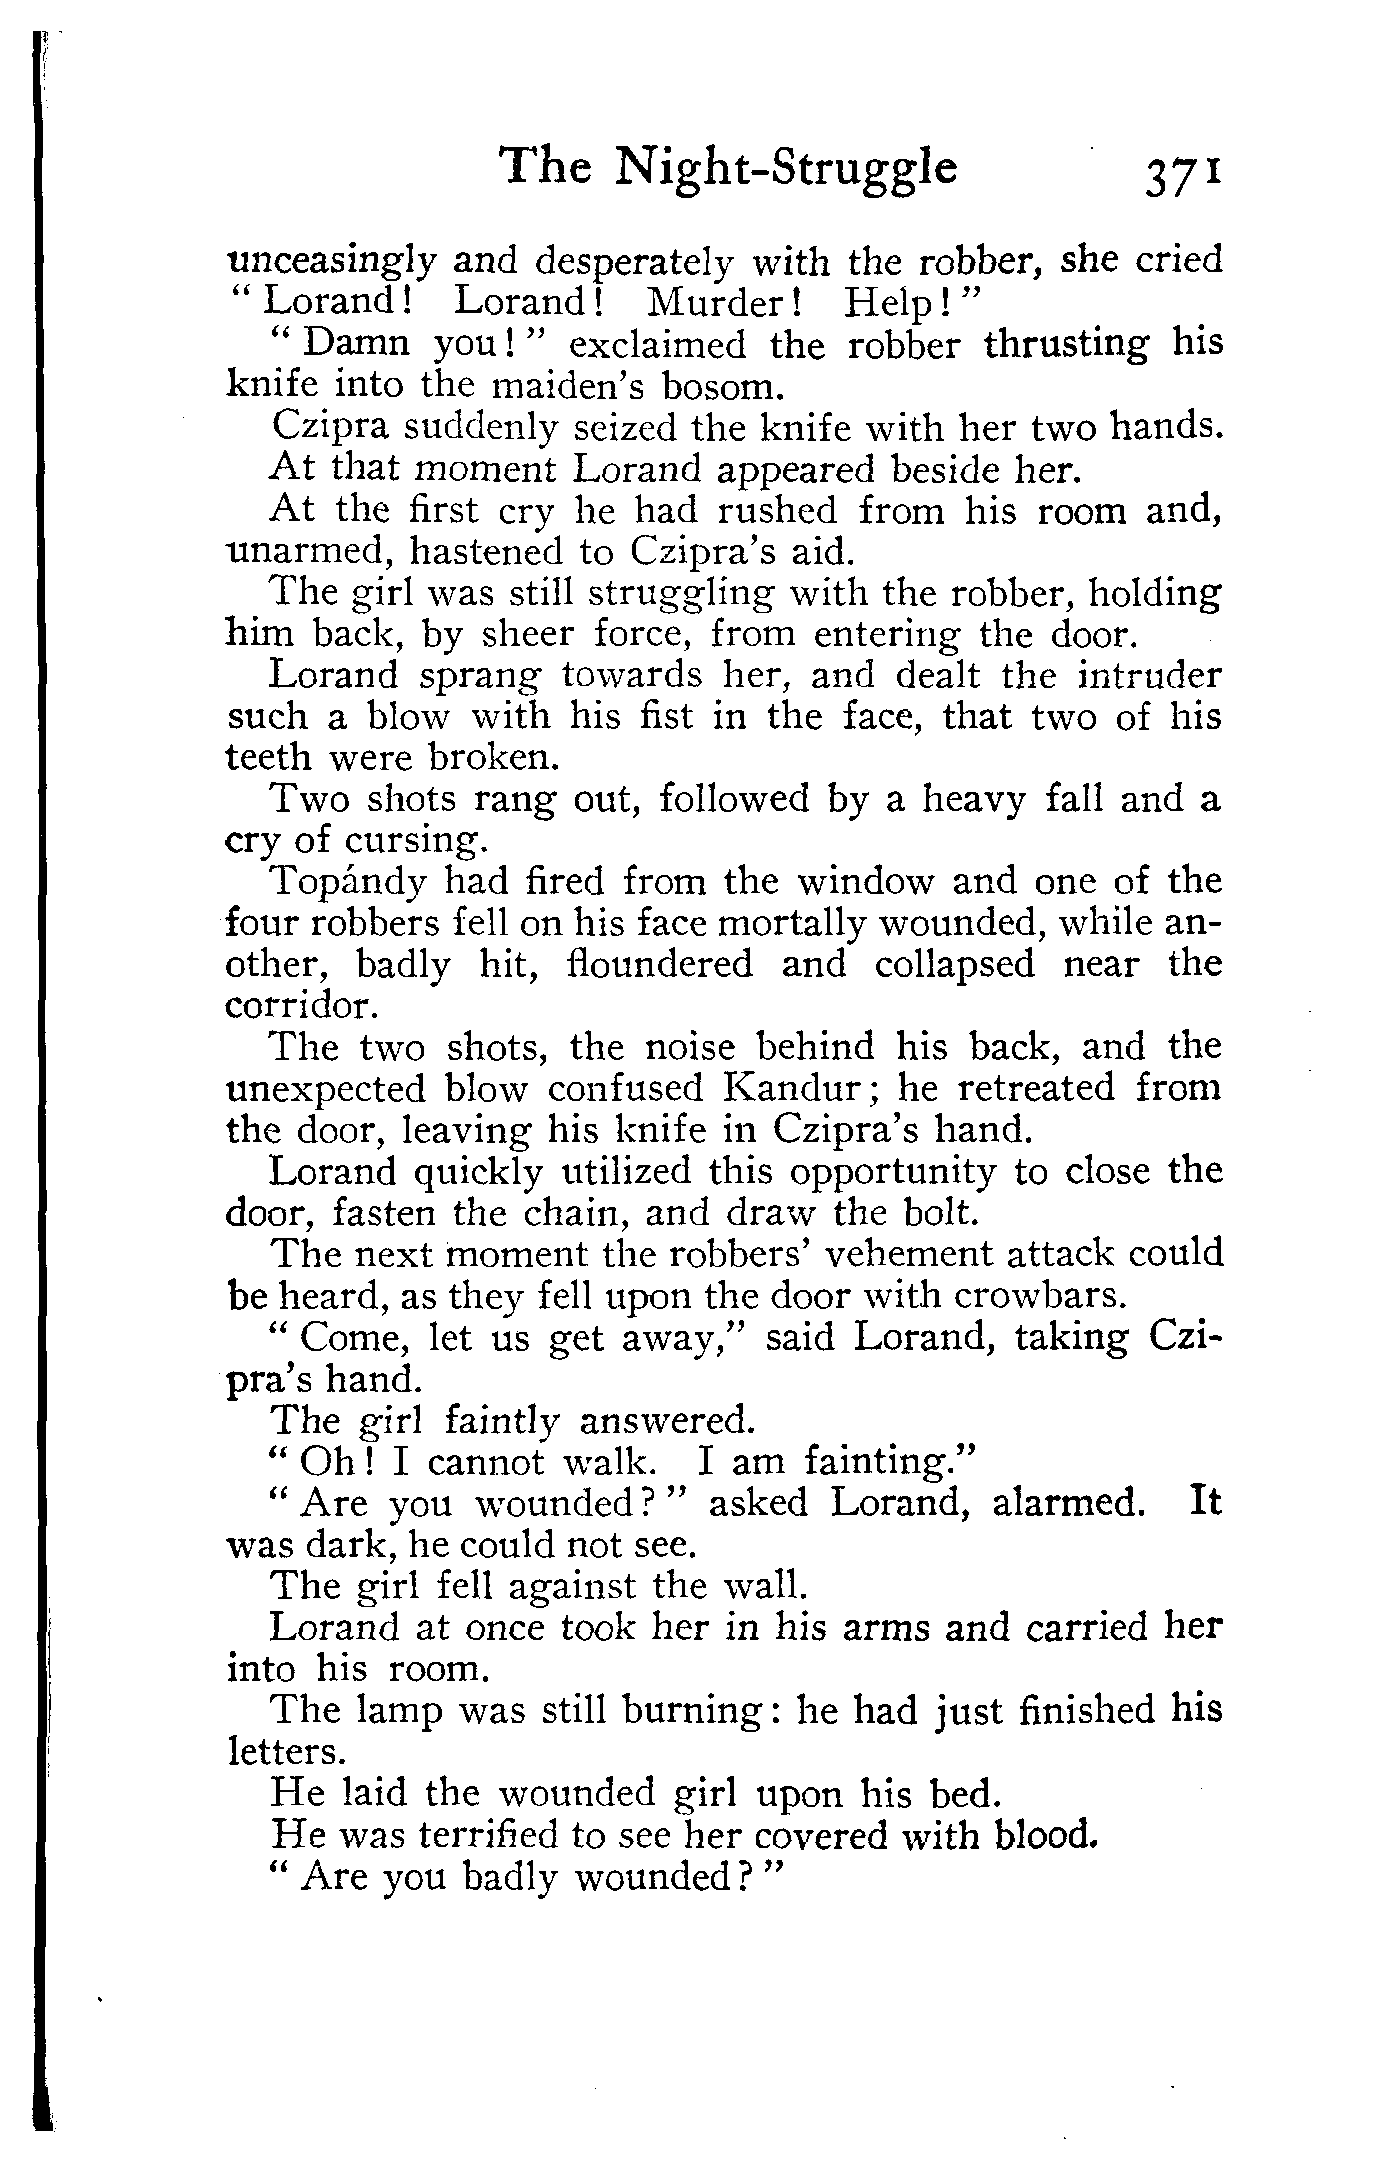 The Night-Struggle 371
unceasingly and desperately with the robber, she cried
“ Lorand! Lorand! Murder! Help! ”
“ Damn you! ” exclaimed the robber thrusting his
knife into the maiden's bosom.
Czipra suddenly seized the knife with her two hands.
At that moment Lorand appeared beside her.
At the first cry he had rushed from his room and,
unarmed, hastened to Czipra's aid.
The girl was still struggling with the robber, holding
him back, by sheer force, from entering the door.
Lorand sprang towards her, and dealt the intruder
such a blow with his fist in the face, that two of his
teeth were broken.
Two shots rang out, followed by a heavy fall and a
cry of cursing.
Topándy had fired from the window and one of the
four robbers fell on his face mortally wounded, while an-
other, badly hit, floundered and collapsed near the
corridor.
The two shots, the noise behind his back, and the
unexpected blow confused Kandur; he retreated from
the door, leaving his knife in Czipra's hand.
Lorand quickly utilized this opportunity to close the
door, fasten the chain, and draw the bolt.
The next moment the robbers' vehement attack could
be heard, as they fell upon the door with crowbars.
“ Come, let us get away,” said Lorand, taking Czi-
pra's hand.
The girl faintly answered.
“ Oh! I cannot walk. I am fainting.”
“ Are you wounded? ” asked Lorand, alarmed. It
was dark, he could not see.
The girl fell against the wall.
Lorand at once took her in his arms and carried her
into his room.
The lamp was still burning: he had just finished his
letters.
He laid the wounded girl upon his bed.
He was terrified to see her covered with blood.
“ Are you badly wounded? ”